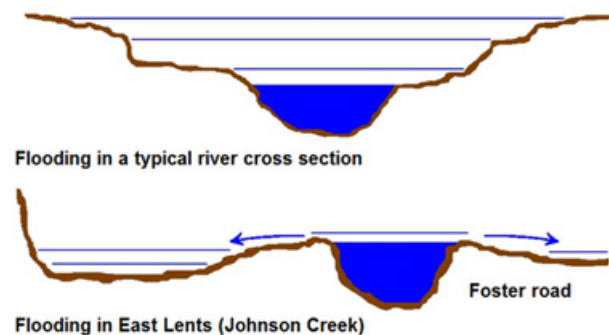 Flooding in a typical river cross section
Foster road
Flooding in East Lents (Johnson Creek)